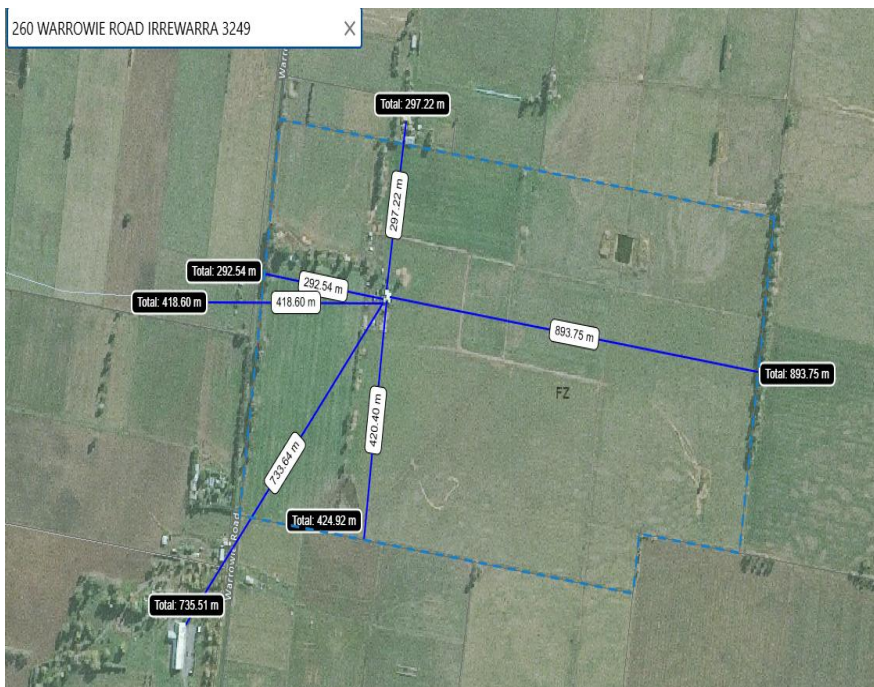 260 WARROWIE ROAD IRREWARRA 3249
X
Total: 297.22 m
297.22 m
Total: 292.54 m
292.54 m
Total: 418.60 m
418.60 m
893.75 m
Total: 893.75 m
FZ
420.40 m
733.64 m
Total: 424.92 m
Warrowie Road
Total: 735.51 m